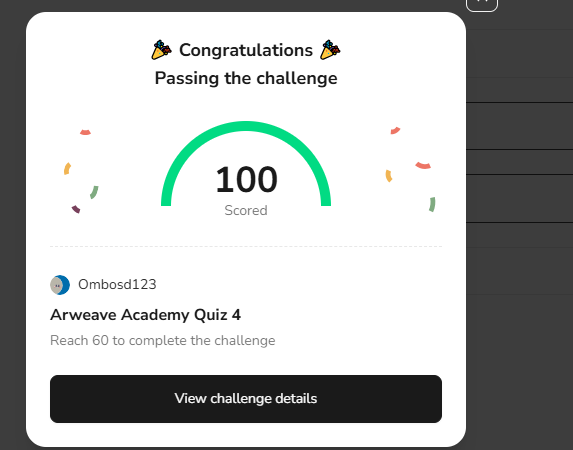 Congratulations
Passing the challenge
100
Scored
Ombosd123
Arweave Academy Quiz 4
Reach 60 to complete the challenge
View challenge details